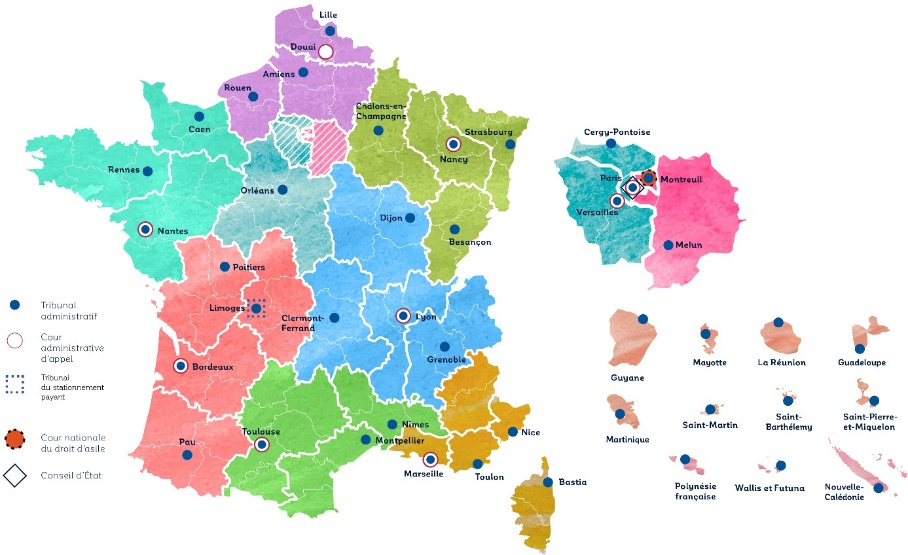 Lille
Douai
Amiens
Rouen
Caen
Châlons-en-
Champagne
Strasbourg
Nancy
Rennes
Orléans
Nantes
Dijon
Besançon
Poitiers
Limoges
Clermont-
Ferrand
Lyon
Grenoble
Bordeaux
Toulouse
Nîmes
Montpellier
Pau
Marseille
Nice
Toulon
Bastia
Cergy-Pontoise
Paris
Montreuil
Versailles
Melun
Tribunal
administratif
Cour
administrative
d'appel
Tribunal
du stationnement
payant
Cour nationale
du droit d'asile
Conseil d'État
Guyane
Mayotte
La Réunion
Guadeloupe
Martinique
Saint-Martin
Saint-
Barthélemy
Saint-Pierre-
et-Miquelon
Polynésie
française
Wallis et Futuna
Nouvelle-
Calédonie